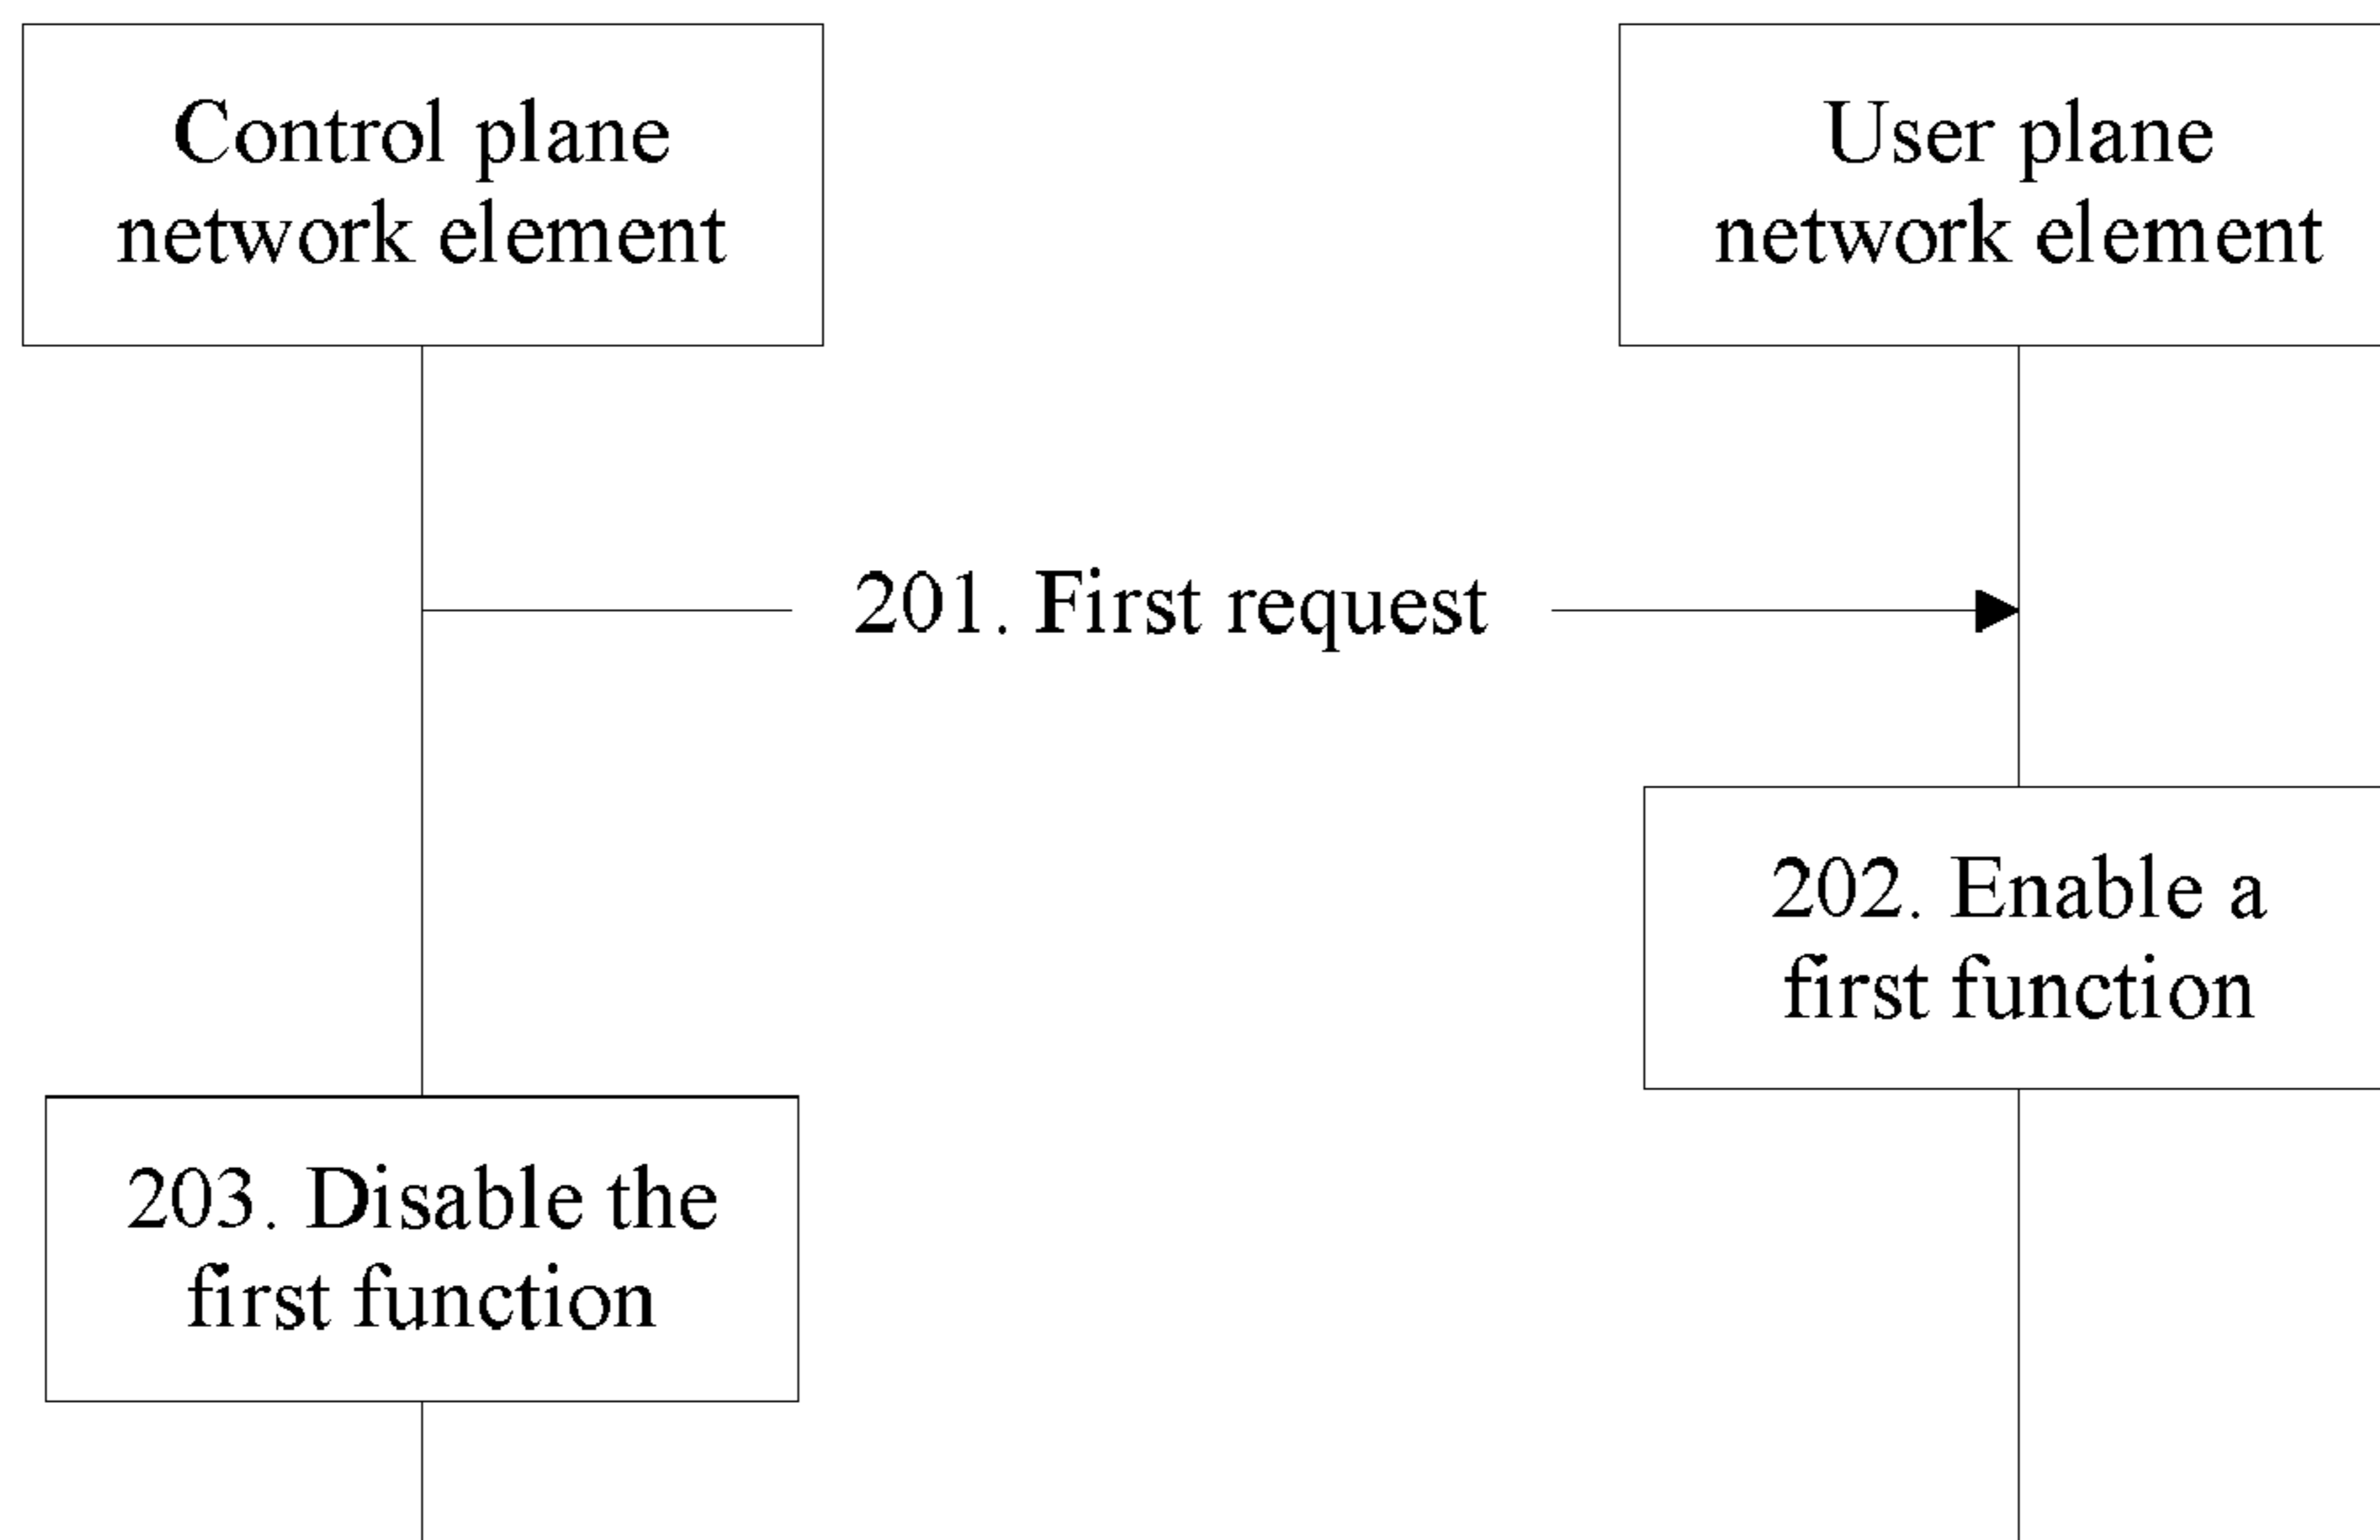 Control plane
network element
User plane
network element
201. First request
202. Enable a
first function
203. Disable the
first function